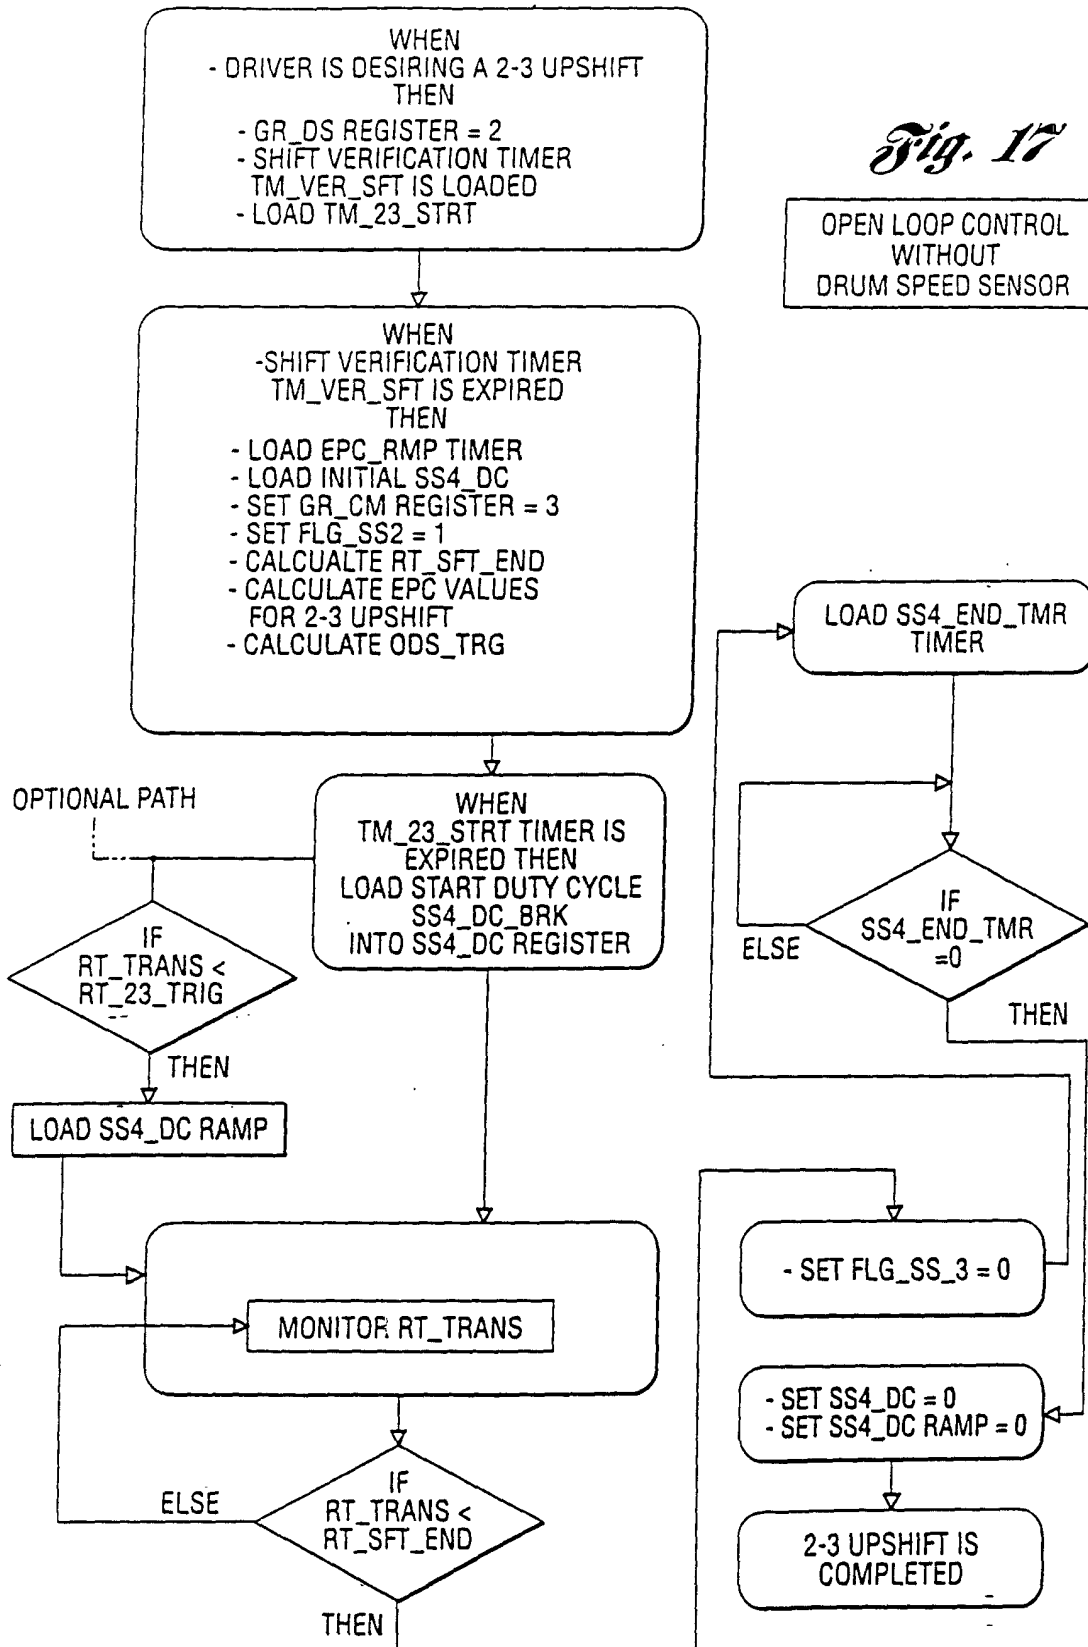 WHEN
- DRIVER IS DESIRING A 2-3 UPSHIFT
THEN
- GR_DS REGISTER = 2
- SHIFT VERIFICATION TIMER
TM_VER_SFT IS LOADED
- LOAD TM_23_STRT
Fig. 17
OPEN LOOP CONTROL
WITHOUT
DRUM SPEED SENSOR
WHEN
-SHIFT VERIFICATION TIMER
TM_VER_SFT IS EXPIRED
THEN
- LOAD EPC_RMP TIMER
- LOAD INITIAL SS4_DC
- SET GR_CM REGISTER = 3
- SET FLG_SS2 = 1
- CALCUALTE RT_SFT_END
- CALCULATE EPC VALUES
FOR 2-3 UPSHIFT
- CALCULATE ODS_TRG
OPTIONAL PATH
WHEN
TM_23_STRT TIMER IS
EXPIRED THEN
LOAD START DUTY CYCLE
SS4_DC_BRK
INTO SS4_DC REGISTER
IF
RT_TRANS <
RT_23_TRIG
THEN
LOAD SS4_DC RAMP
MONITOR RT_TRANS
IF
RT_TRANS <
RT_SFT_END
ELSE
THEN
LOAD SS4_END_TMR
TIMER
IF
SS4_END_TMR
=0
ELSE
THEN
- SET FLG_SS_3 = 0
- SET SS4_DC = 0
- SET SS4_DC RAMP = 0
2-3 UPSHIFT IS
COMPLETED